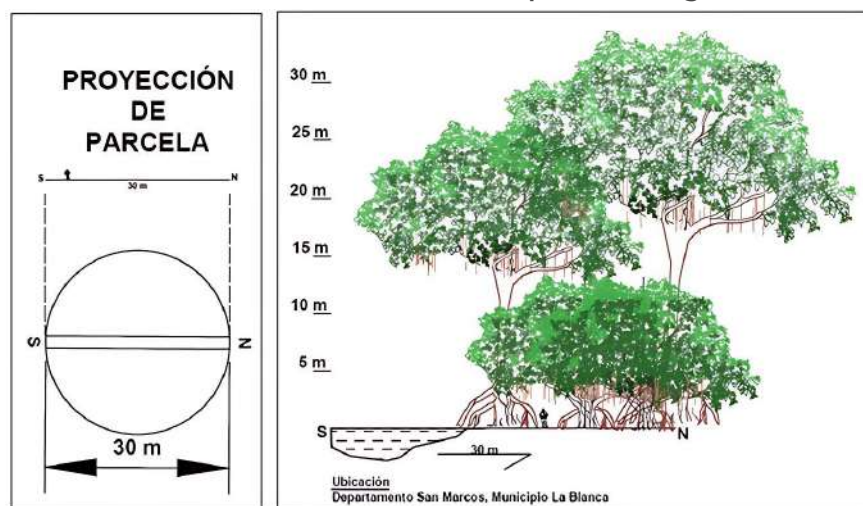 PROYECCIÓN
DE
PARCELA
S
N
30 m
S
N
30 m
30 m
25 m
20 m
15 m
10 m
5 m
S
N
30 m
Ubicación
Departamento San Marcos, Municipio La Blanca